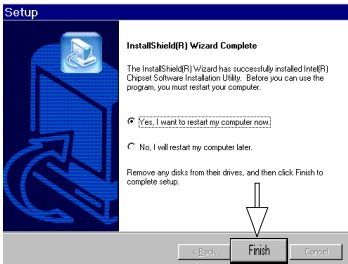 Setup
InstallShield(R) Wizard Complete
The InstallShield(R) Wizard has successfully installed Intel(R)
Chipset Software Installation Utility. Before you can use the
program, you must restart your computer.
Yes, I want to restart my computer now.
No, I will restart my computer later.
Remove any disks from their drives, and then click Finish to
complete setup.
< Back Finish Cancel